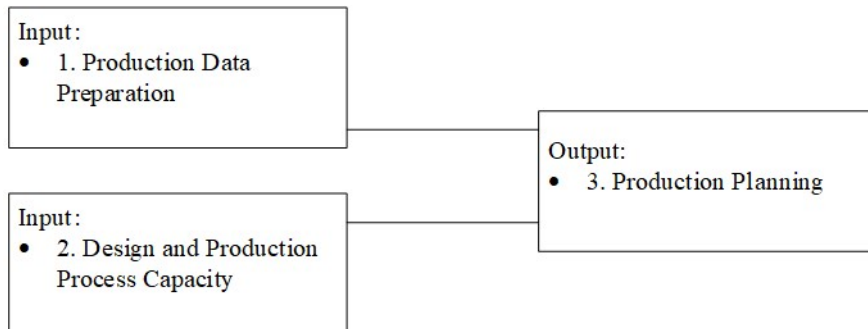 Input:
• 1. Production Data
Preparation
Input:
• 2. Design and Production
Process Capacity
Output:
• 3. Production Planning